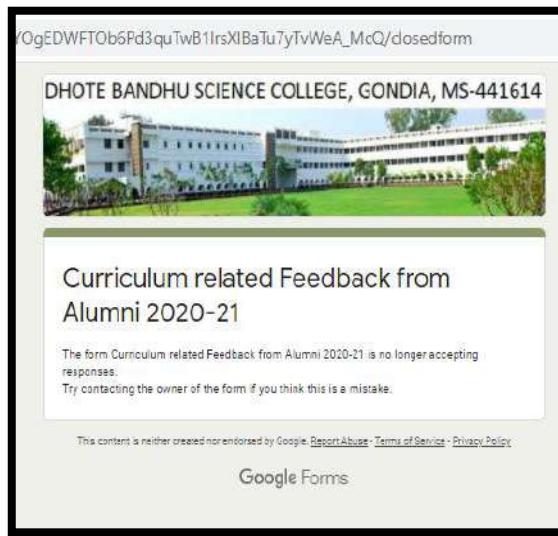 YOgEDWFTOb6Pd3quTwB1IrsXIBaTu7yTvWeA_McQ/closedform
DHOTE BANDHU SCIENCE COLLEGE, GONDIA, MS-441614
Curriculum related Feedback from
Alumni 2020-21
The form Curriculum related Feedback from Alumni 2020-21 is no longer accepting
responses.
Try contacting the owner of the form if you think this is a mistake.
This content is neither created nor endorsed by Google. Report Abuse - Terms of Service - Privacy Policy
Google Forms